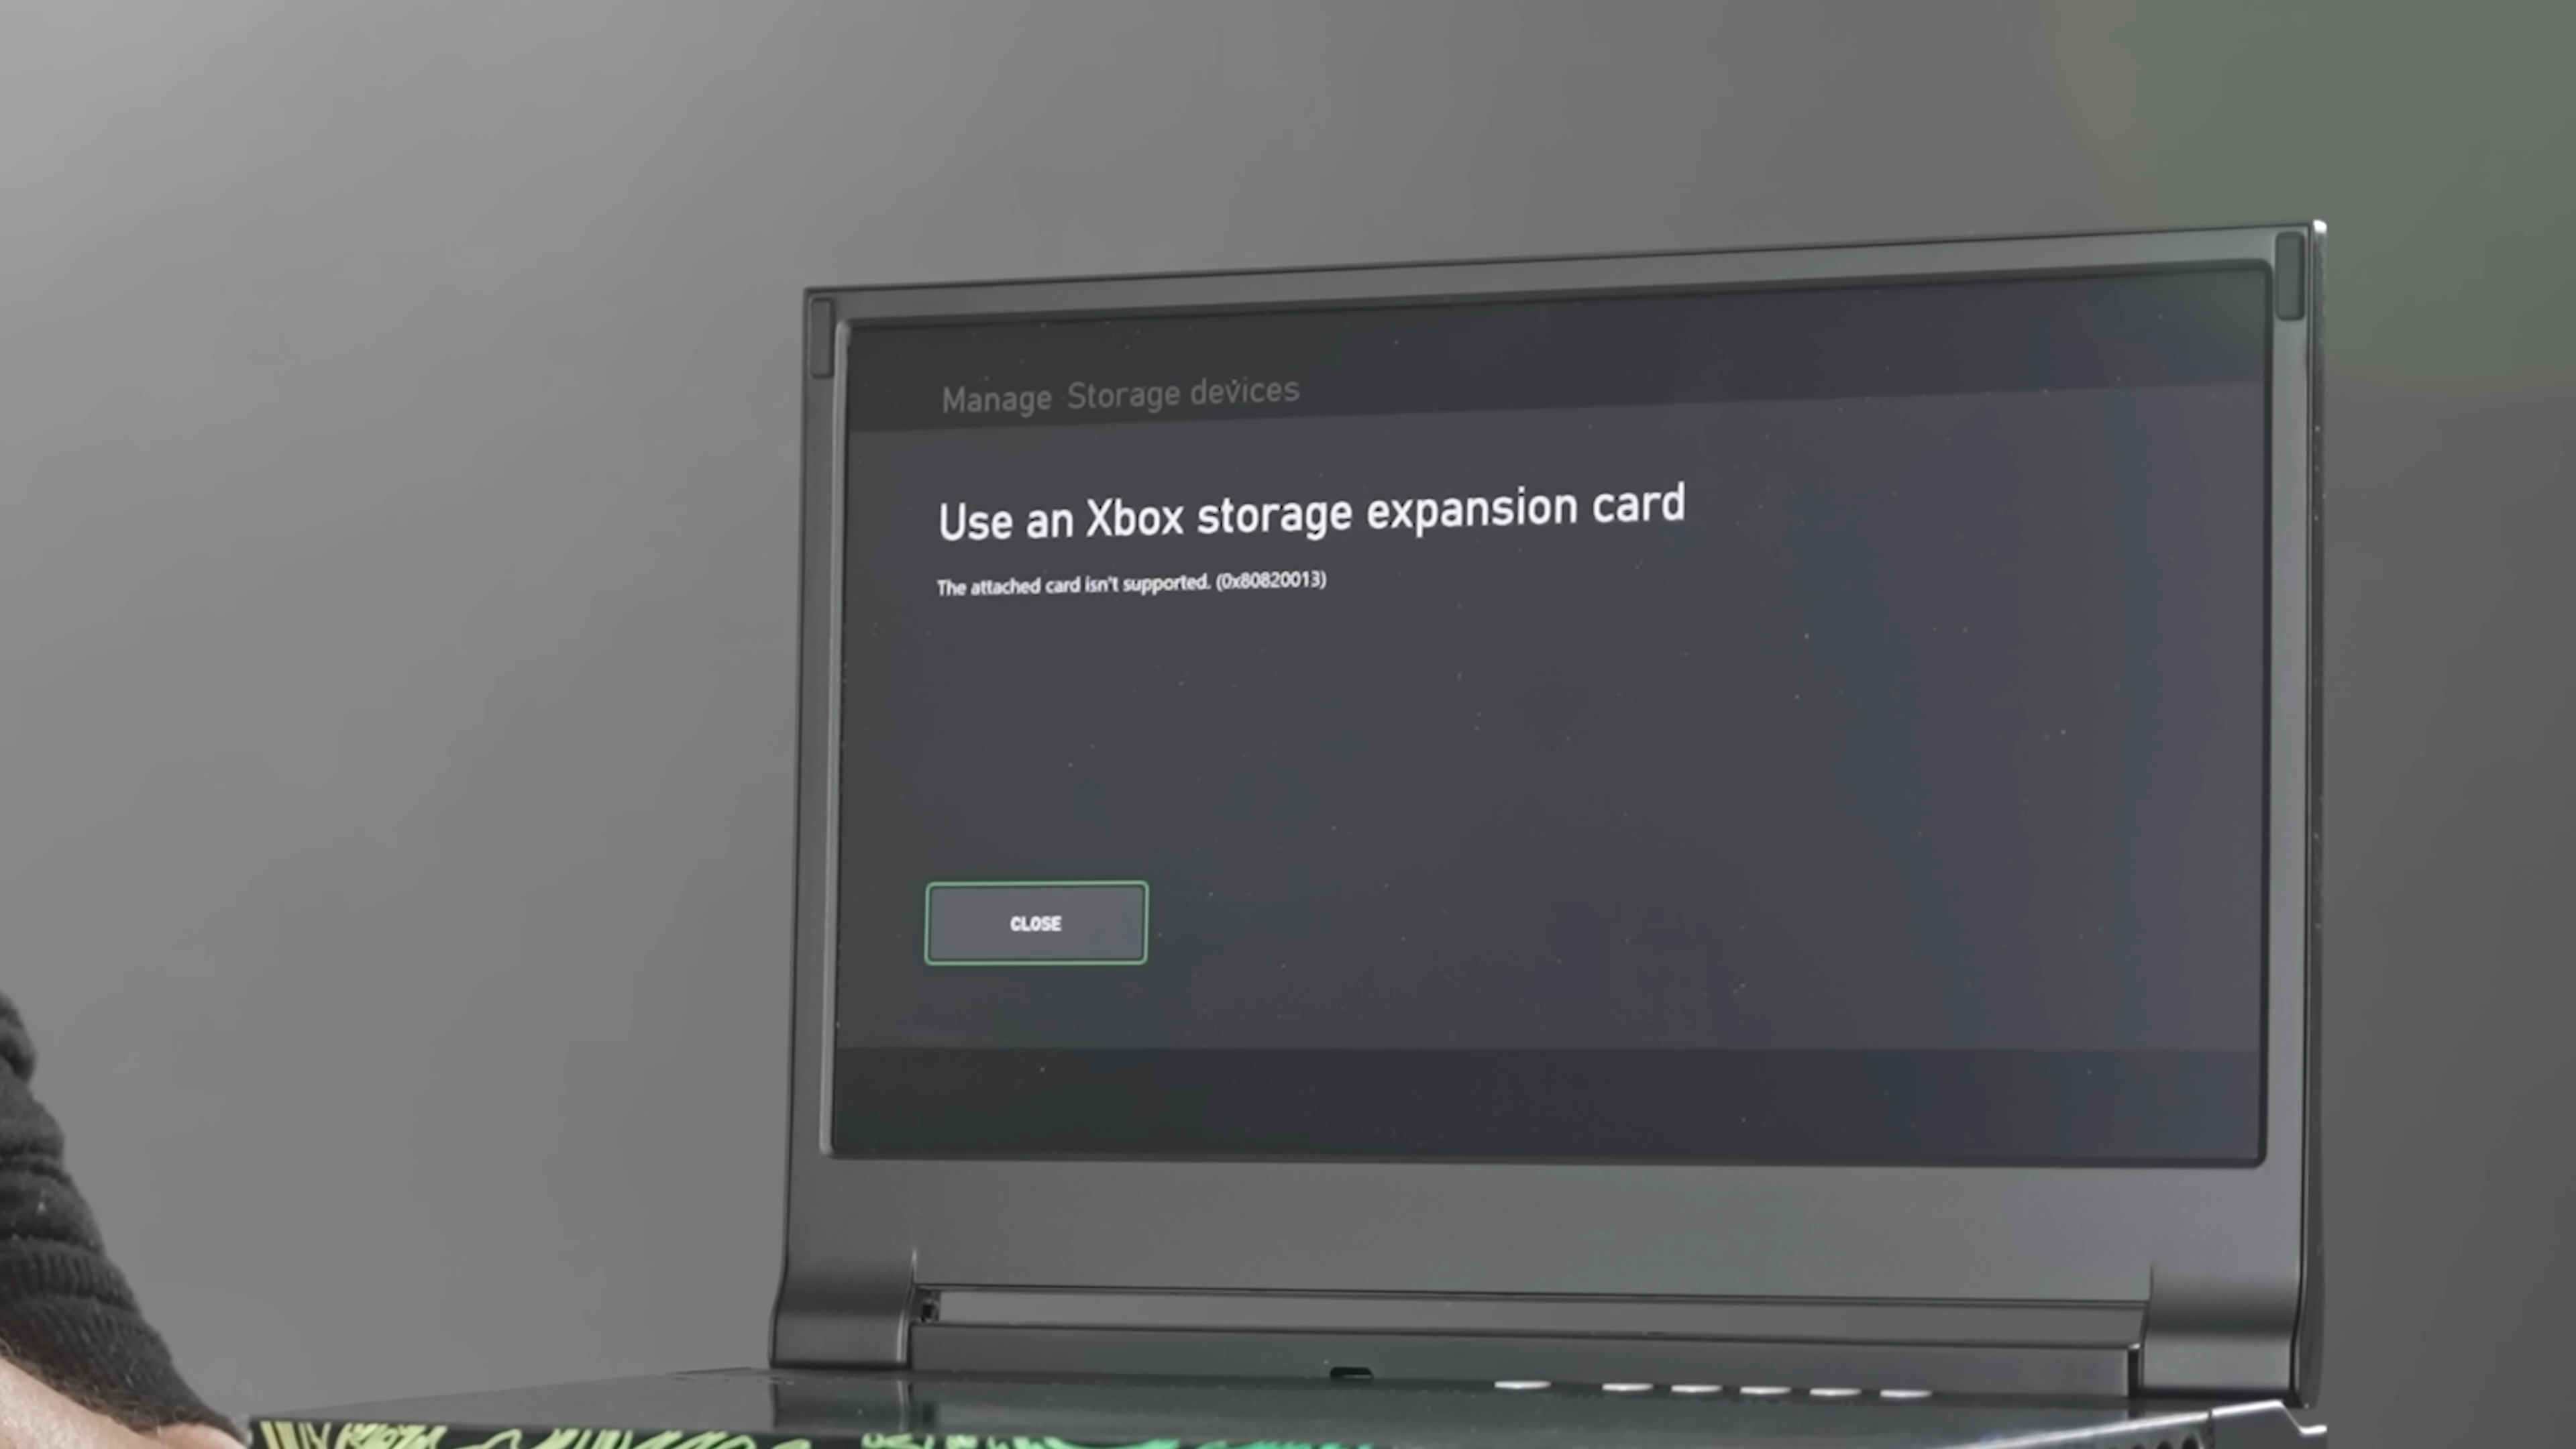 Manage Storage devices
Use an Xbox storage expansion card
The attached card isn't supported. (0x80820013)
CLOSE